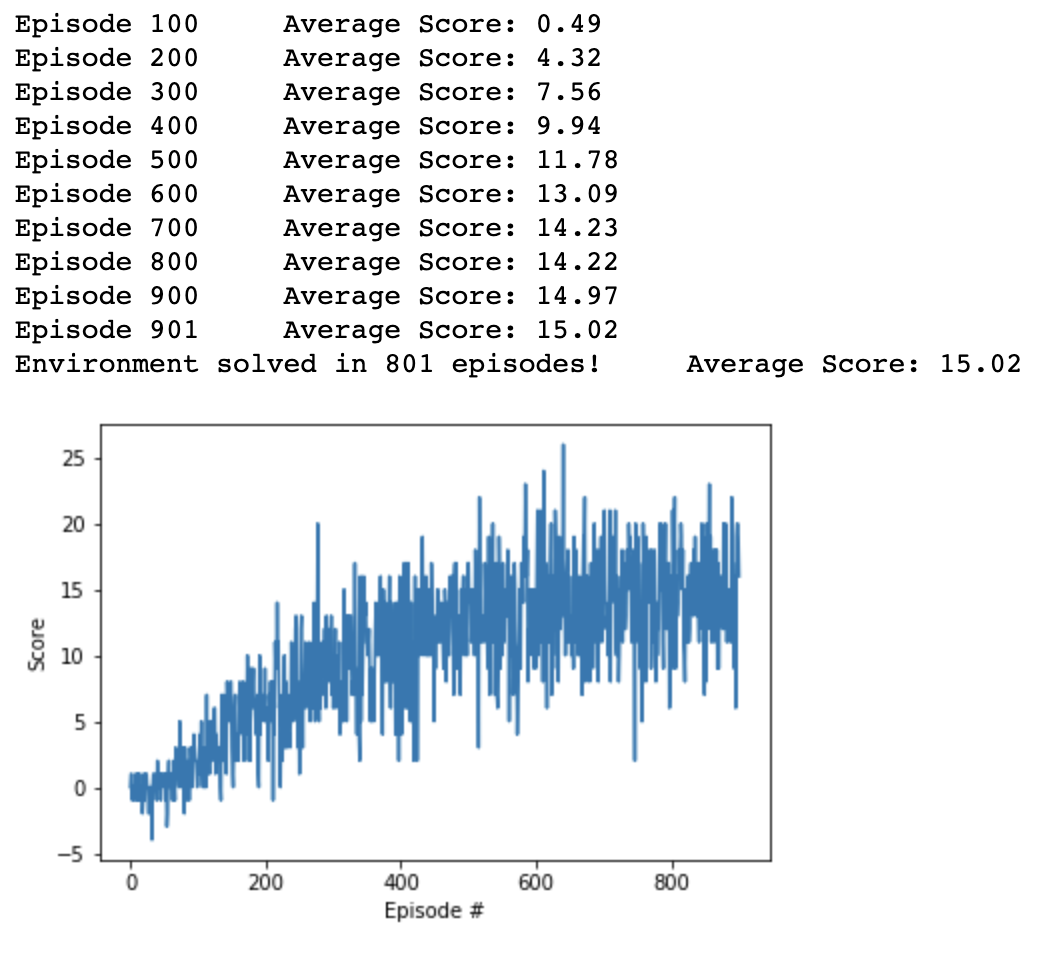 Episode 100 Average Score: 0.49
Episode 200 Average Score: 4.32
Episode 300 Average Score: 7.56
Episode 400 Average Score: 9.94
Episode 500 Average Score: 11.78
Episode 600 Average Score: 13.09
Episode 700 Average Score: 14.23
Episode 800 Average Score: 14.22
Episode 900 Average Score: 14.97
Episode 901 Average Score: 15.02
Environment solved in 801 episodes! Average Score: 15.02
25
20
15
10
5
0
−5
Score
0 200 400 600 800
Episode #